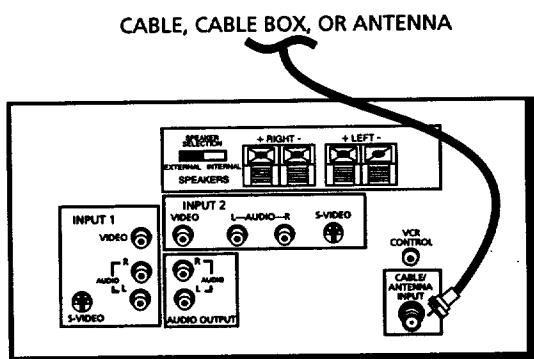 CABLE, CABLE BOX, OR ANTENNA
SPEAKER
SELECTION
EXTERNAL INTERNAL
SPEAKERS
+ RIGHT -
+ LEFT -
INPUT 1
VIDEO
R
AUDIO
L
S-VIDEO
INPUT 2
VIDEO
L—AUDIO—R
S-VIDEO
R
AUDIO
L
AUDIO OUTPUT
VCR
CONTROL
CABLE/
ANTENNA
INPUT